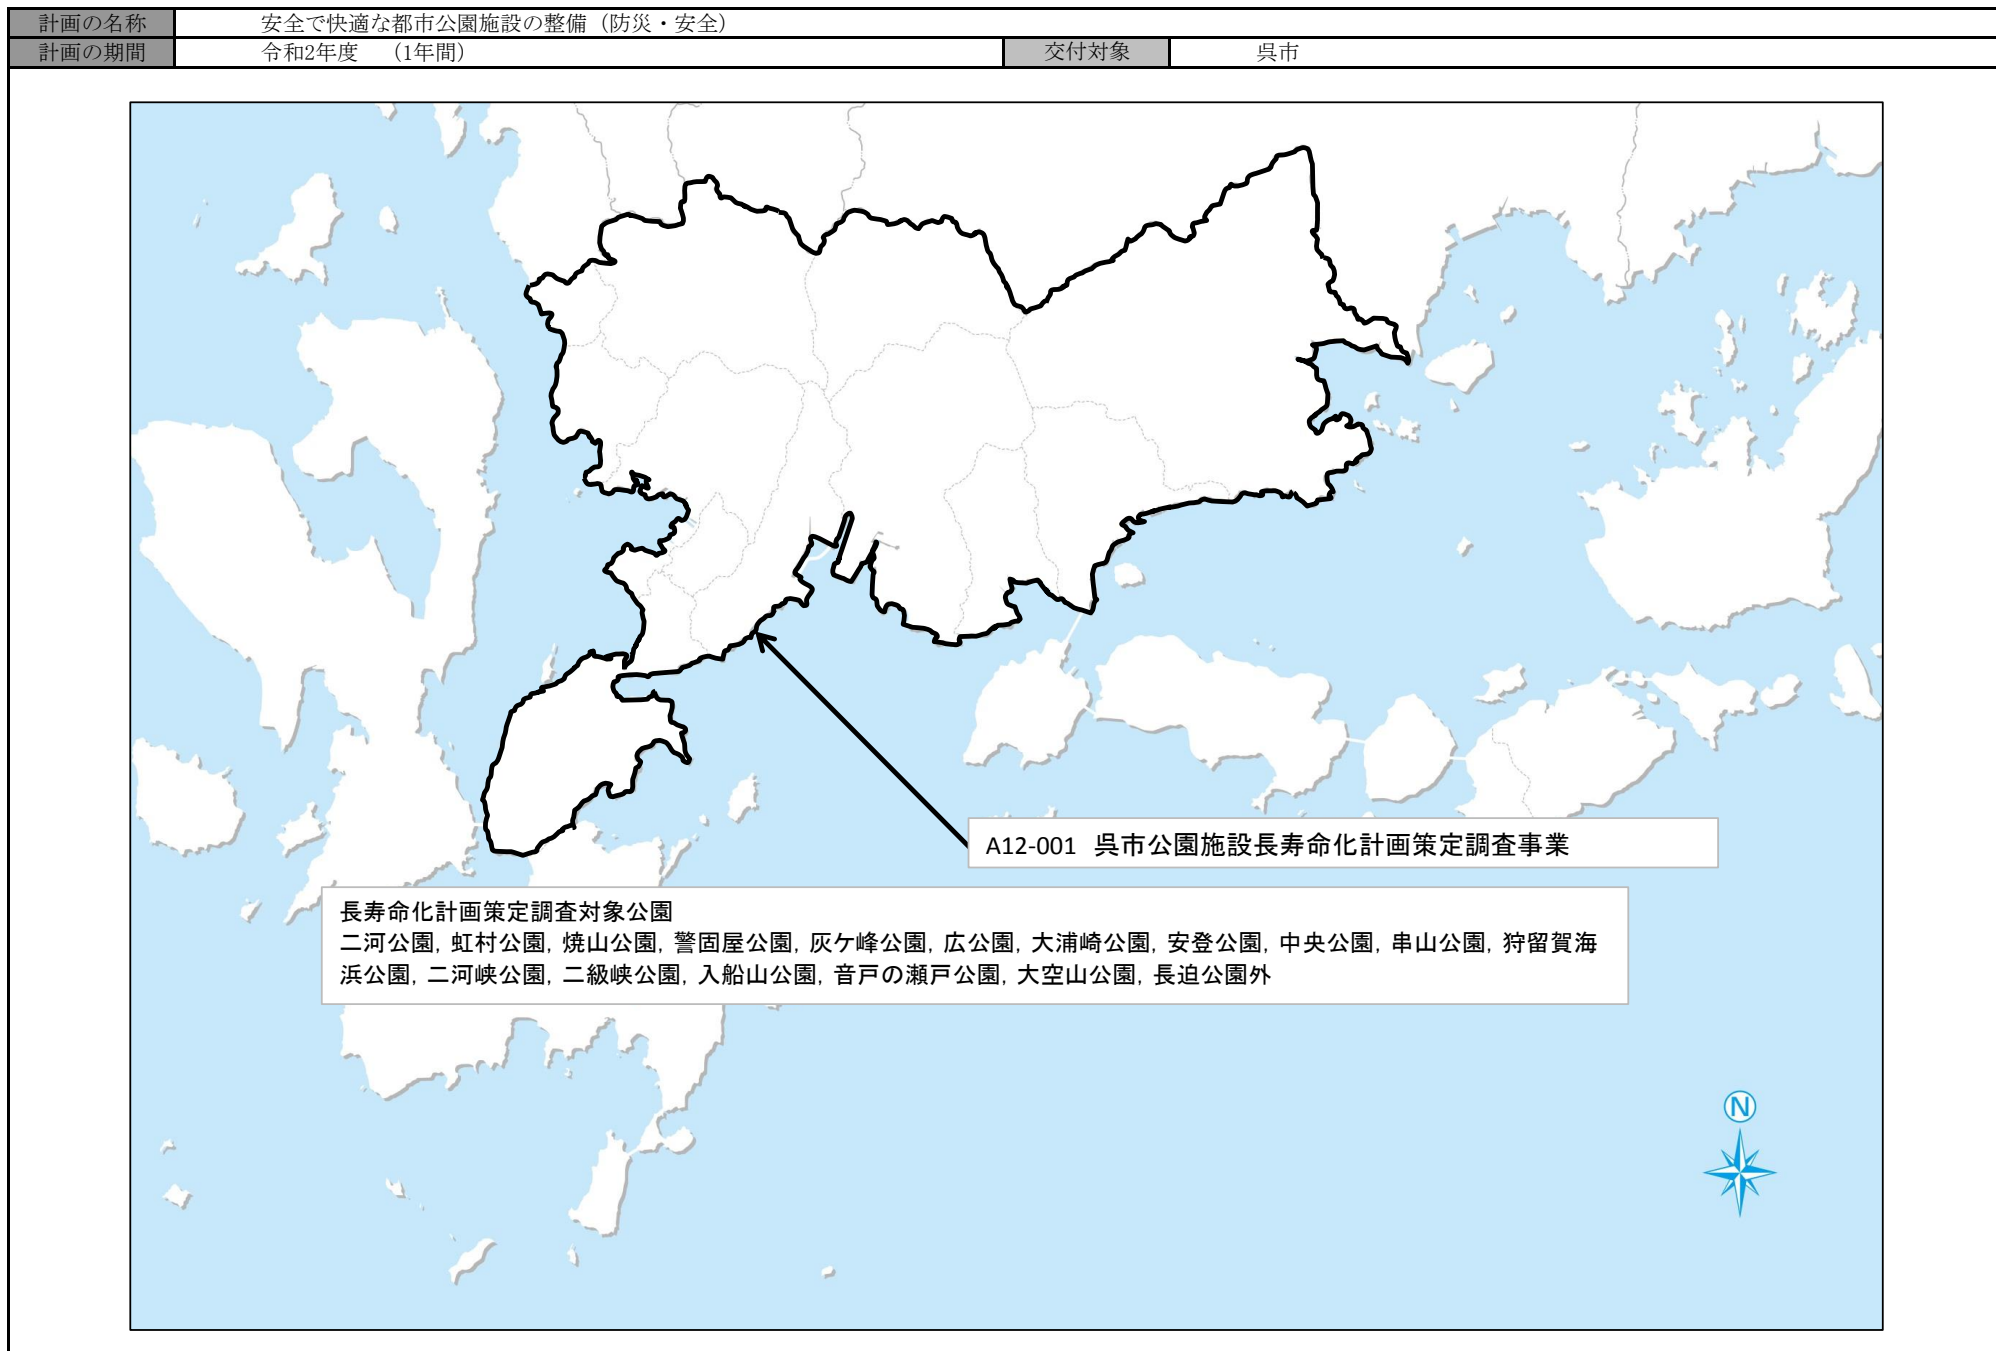 計画の名称 安全で快適な都市公園施設の整備（防災・安全）
計画の期間 令和2年度 （1年間） 交付対象 呉市
A12-001 呉市公園施設長寿命化計画策定調査事業
長寿命化計画策定調査対象公園
二河公園, 虹村公園, 焼山公園, 警固屋公園, 灰ケ峰公園, 広公園, 大浦崎公園, 安登公園, 中央公園, 串山公園, 狩留賀海
浜公園, 二河峡公園, 二級峡公園, 入船山公園, 音戸の瀬戸公園, 大空山公園, 長迫公園外
N